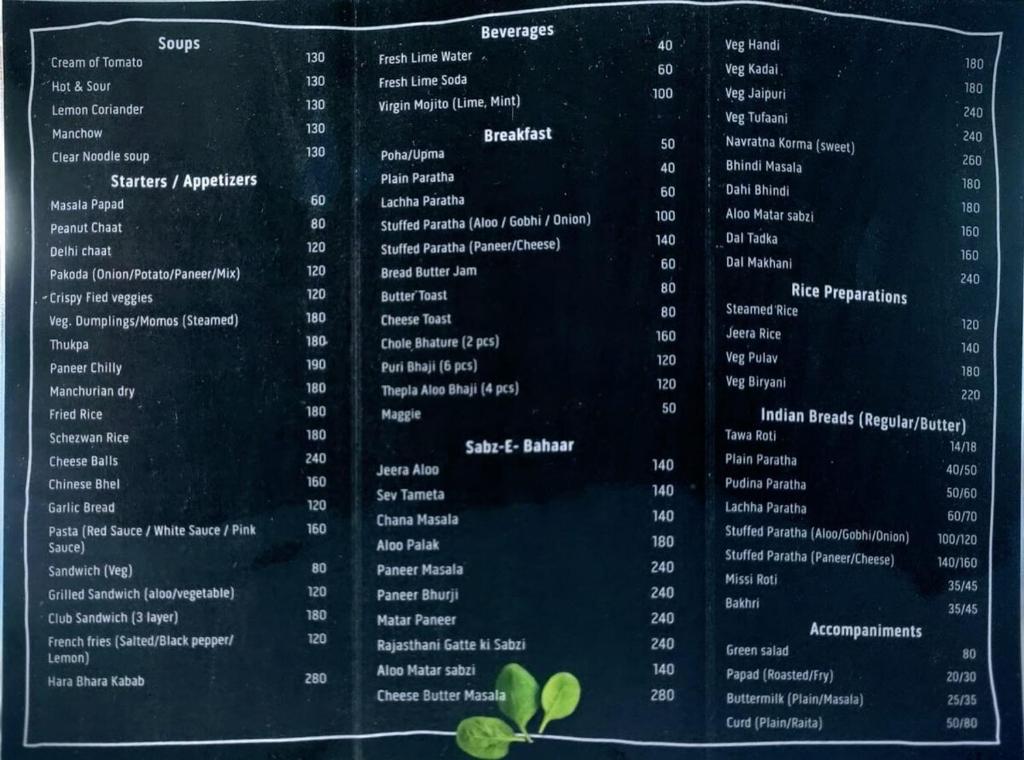 Soups
Cream of Tomato 130
Hot & Sour 130
Lemon Coriander 130
Manchow 130
Clear Noodle soup 130
Starters / Appetizers
Masala Papad 60
Peanut Chaat 80
Delhi chaat 120
Pakoda (Onion/Potato/Paneer/Mix) 120
Crispy Fied veggies 120
Veg. Dumplings/Momos (Steamed) 180
Thukpa 180
Paneer Chilly 190
Manchurian dry 180
Fried Rice 180
Schezwan Rice 180
Cheese Balls 240
Chinese Bhel 160
Garlic Bread 120
Pasta (Red Sauce / White Sauce / Pink 160
Sauce)
Sandwich (Veg) 80
Grilled Sandwich (aloo/vegetable) 120
Club Sandwich (3 layer) 180
French fries (Salted/Black pepper/ 120
Lemon)
Hara Bhara Kabab 280
Beverages
Fresh Lime Water 40
Fresh Lime Soda 60
Virgin Mojito (Lime, Mint) 100
Breakfast
Poha/Upma 50
Plain Paratha 40
Lachha Paratha 60
Stuffed Paratha (Aloo / Gobhi / Onion) 100
Stuffed Paratha (Paneer/Cheese) 140
Bread Butter Jam 60
Butter Toast 80
Cheese Toast 80
Chole Bhature (2 pcs) 160
Puri Bhaji (6 pcs) 120
Thepla Aloo Bhaji (4 pcs) 120
Maggie 50
Sabz-E- Bahaar
Jeera Aloo 140
Sev Tameta 140
Chana Masala 140
Aloo Palak 180
Paneer Masala 240
Paneer Bhurji 240
Matar Paneer 240
Rajasthani Gatte ki Sabzi 240
Aloo Matar sabzi 140
Cheese Butter Masala 280
Veg Handi 180
Veg Kadai 180
Veg Jaipuri 240
Veg Tufaani 240
Navratna Korma (sweet) 260
Bhindi Masala 180
Dahi Bhindi 180
Aloo Matar sabzi 160
Dal Tadka 160
Dal Makhani 240
Rice Preparations
Steamed Rice 120
Jeera Rice 140
Veg Pulav 180
Veg Biryani 220
Indian Breads (Regular/Butter)
Tawa Roti 14/18
Plain Paratha 40/50
Pudina Paratha 50/60
Lachha Paratha 60/70
Stuffed Paratha (Aloo/Gobhi/Onion) 100/120
Stuffed Paratha (Paneer/Cheese) 140/160
Missi Roti 35/45
Bakhri 35/45
Accompaniments
Green salad 80
Papad (Roasted/Fry) 20/30
Buttermilk (Plain/Masala) 25/35
Curd (Plain/Raita) 50/80